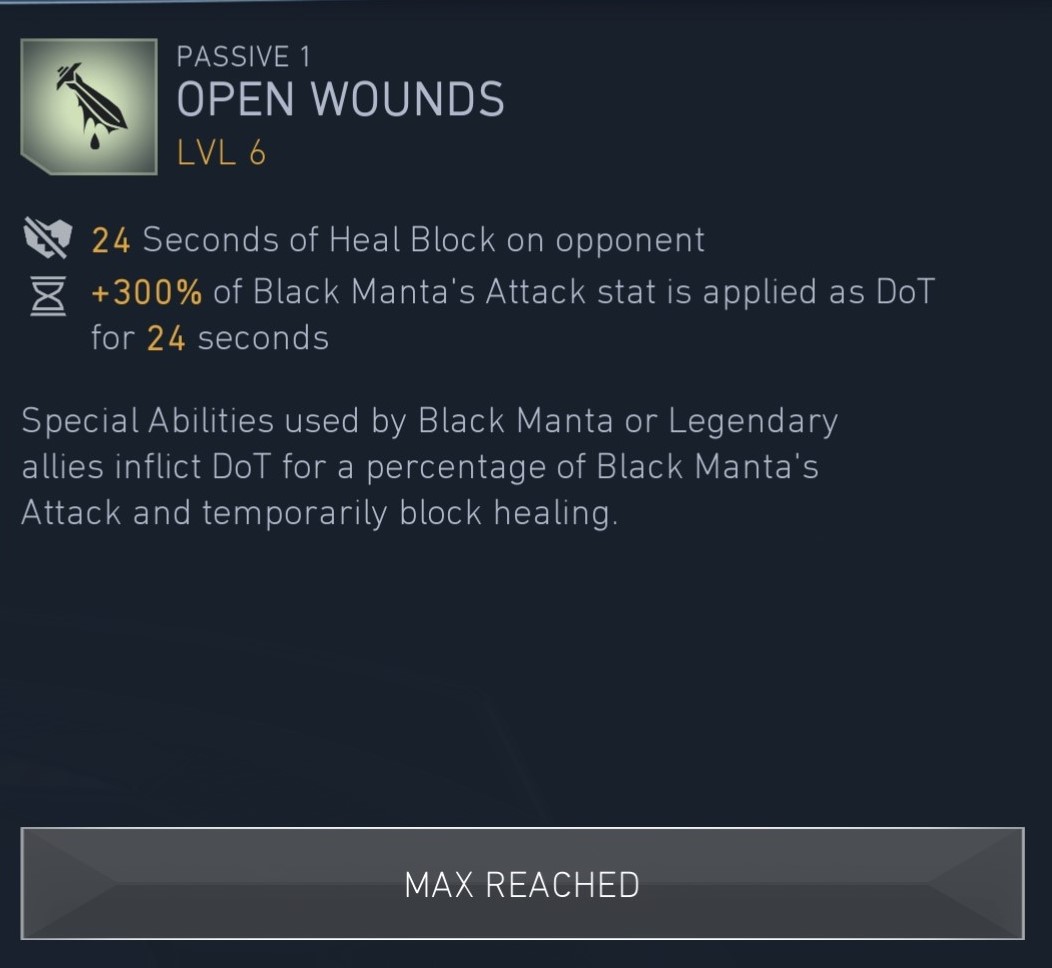 PASSIVE 1
OPEN WOUNDS
LVL 6
24 Seconds of Heal Block on opponent
+300% of Black Manta's Attack stat is applied as DoT
for 24 seconds
Special Abilities used by Black Manta or Legendary
allies inflict DoT for a percentage of Black Manta's
Attack and temporarily block healing.
MAX REACHED